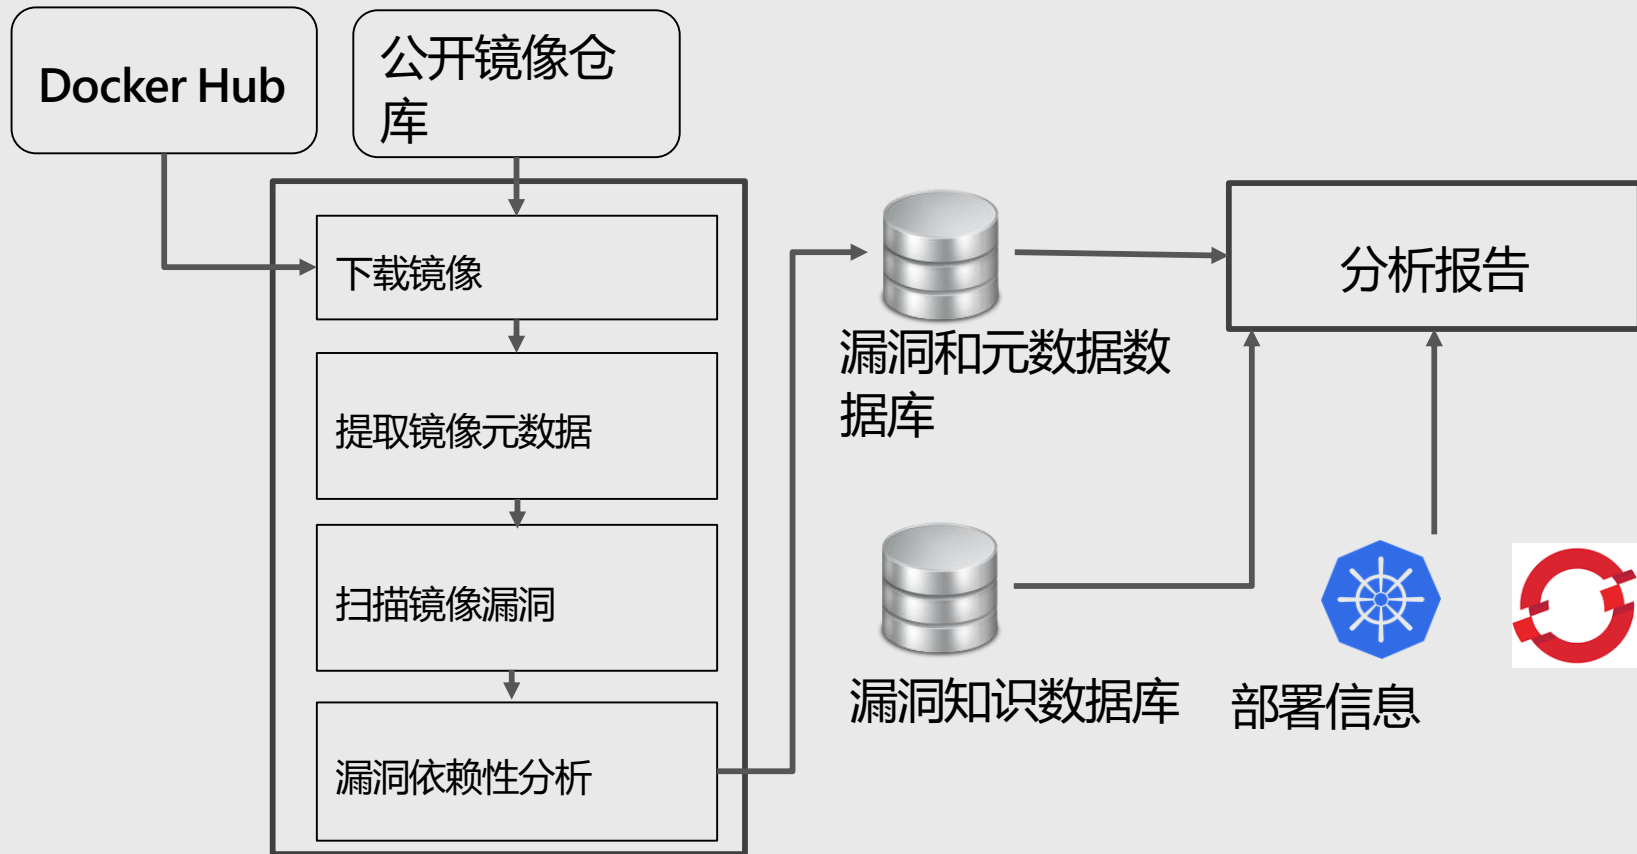 Docker Hub
公开镜像仓
库
下载镜像
提取镜像元数据
扫描镜像漏洞
漏洞依赖性分析
漏洞和元数据数
据库
漏洞知识数据库
部署信息
分析报告